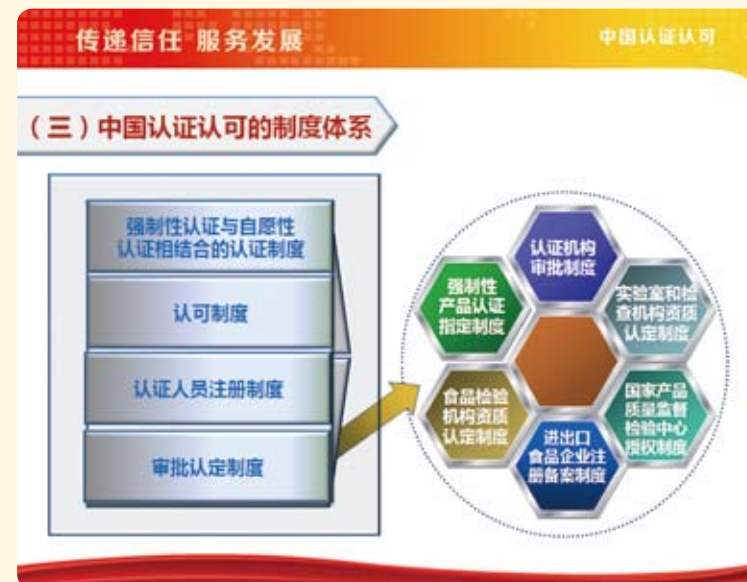 传递信任 服务发展
中国认证认可
（三）中国认证认可的制度体系
强制性认证与自愿性
认证相结合的认证制度
认可制度
认证人员注册制度
审批认定制度
认证机构
审批制度
强制性
产品认证
指定制度
实验室和检
查机构资质
认定制度
食品检验
机构资质
认定制度
国家产品
质量监督
检验中心
授权制度
进出口
食品企业注
册备案制度